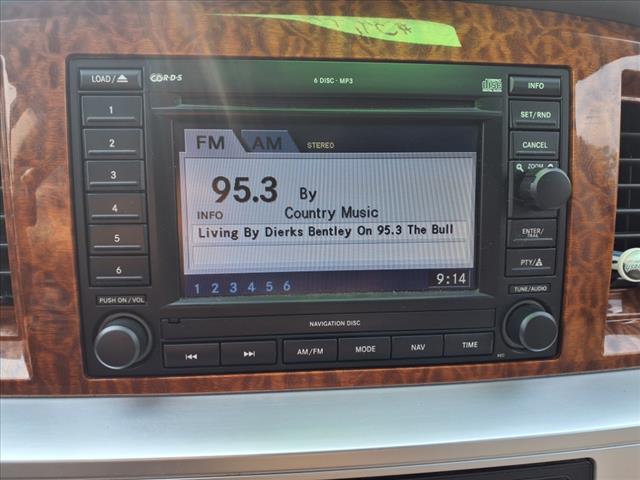 LOAD/
R·D·S
6 DISC · MP3
INFO
1
SET/RND
2
FM
AM
STEREO
CANCEL
3
ZOOM
95.3
By
4
INFO
Country Music
Living By Dierks Bentley On 95.3 The Bull
5
ENTER/
TRAIL
6
PTY/
1 2 3 4 5 6
9:14
PUSH ON/VOL
TUNE/AUDIO
NAVIGATION DISC
AM/FM
MODE
NAV
TIME